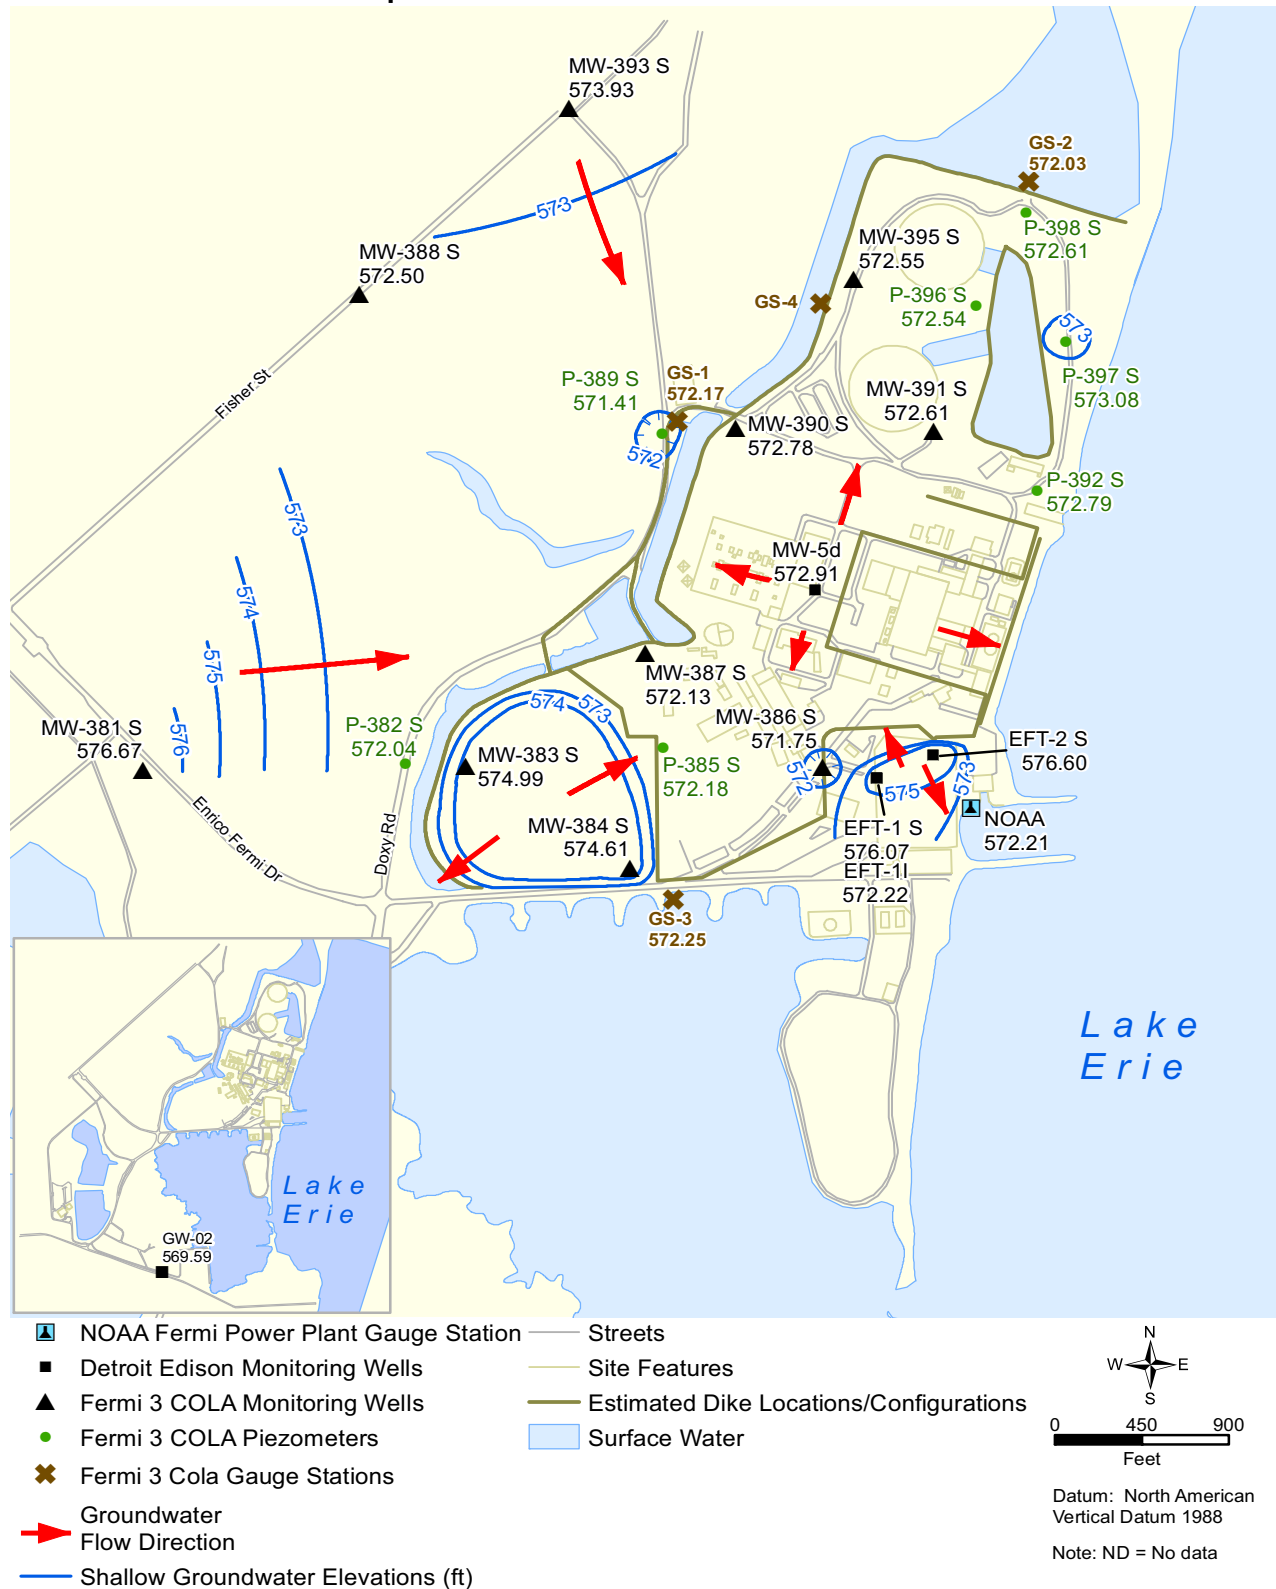 MW-393 S
573.93
GS-2
572.03
573
P-398 S
572.61
MW-395 S
572.55
MW-388 S
572.50
P-396 S
572.54
GS-4
573
P-397 S
573.08
GS-1
572.17
P-389 S
571.41
MW-391 S
572.61
Fisher St
MW-390 S
572.78
572
P-392 S
572.79
573
MW-5d
572.91
574
575
MW-387 S
572.13
574
573
MW-381 S
576.67
576
P-382 S
572.04
MW-386 S
571.75
EFT-2 S
576.60
MW-383 S
574.99
P-385 S
572.18
572
575
573
Enrico Fermi Dr
Doxy Rd
MW-384 S
574.61
EFT-1 S
576.07
EFT-1I
572.22
NOAA
572.21
GS-3
572.25
Lake
Erie
Lake
Erie
GW-02
569.59
NOAA Fermi Power Plant Gauge Station
Detroit Edison Monitoring Wells
Fermi 3 COLA Monitoring Wells
Fermi 3 COLA Piezometers
Fermi 3 Cola Gauge Stations
Groundwater
Flow Direction
Shallow Groundwater Elevations (ft)
Streets
Site Features
Estimated Dike Locations/Configurations
Surface Water
N
W E
S
0 450 900
Feet
Datum: North American
Vertical Datum 1988
Note: ND = No data